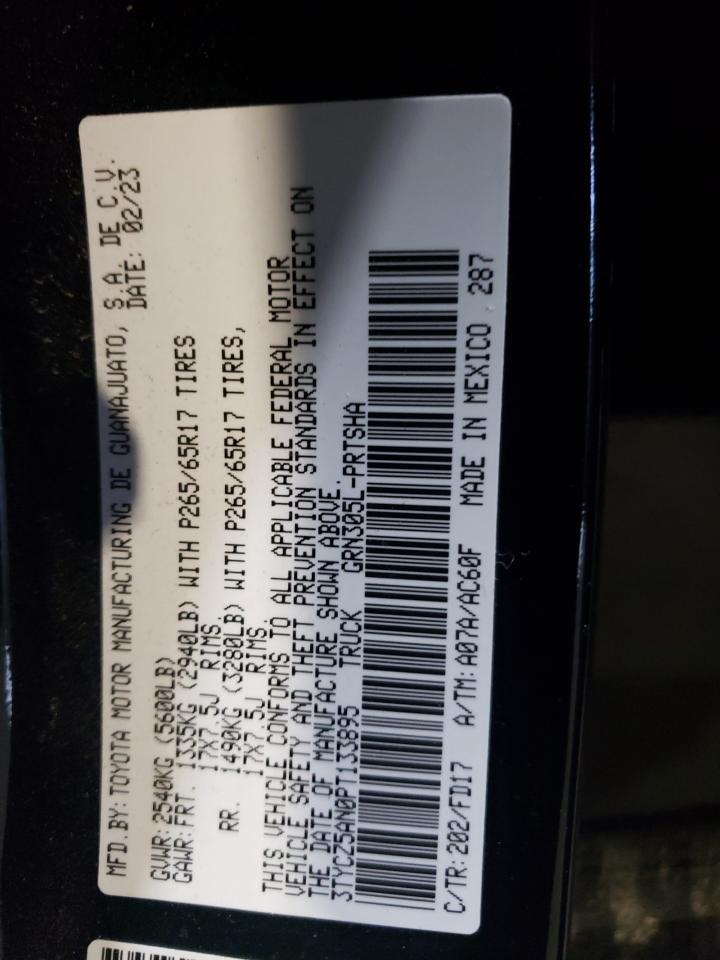 MFD.BY:TOYOTA MOTOR MANUFACTURING DE GUANAJUATO, S.A. DE C.V.
DATE: 02/23
GVWR:2540KG (5600LB)
GAWR:FRT. 1335KG (2940LB) WITH P265/65R17 TIRES
17X7.5J RIMS.
RR. 1490KG (3280LB) WITH P265/65R17 TIRES,
17X7.5J RIMS.
THIS VEHICLE CONFORMS TO ALL APPLICABLE FEDERAL MOTOR
VEHICLE SAFETY AND THEFT PREVENTION STANDARDS IN EFFECT ON
THE DATE OF MANUFACTURE SHOWN ABOVE.
3TYCZ5AN0PT133895 TRUCK GRN305L-PRTSHA
C/TR:202/FD17 A/TM:A07A/AC60F MADE IN MEXICO 287